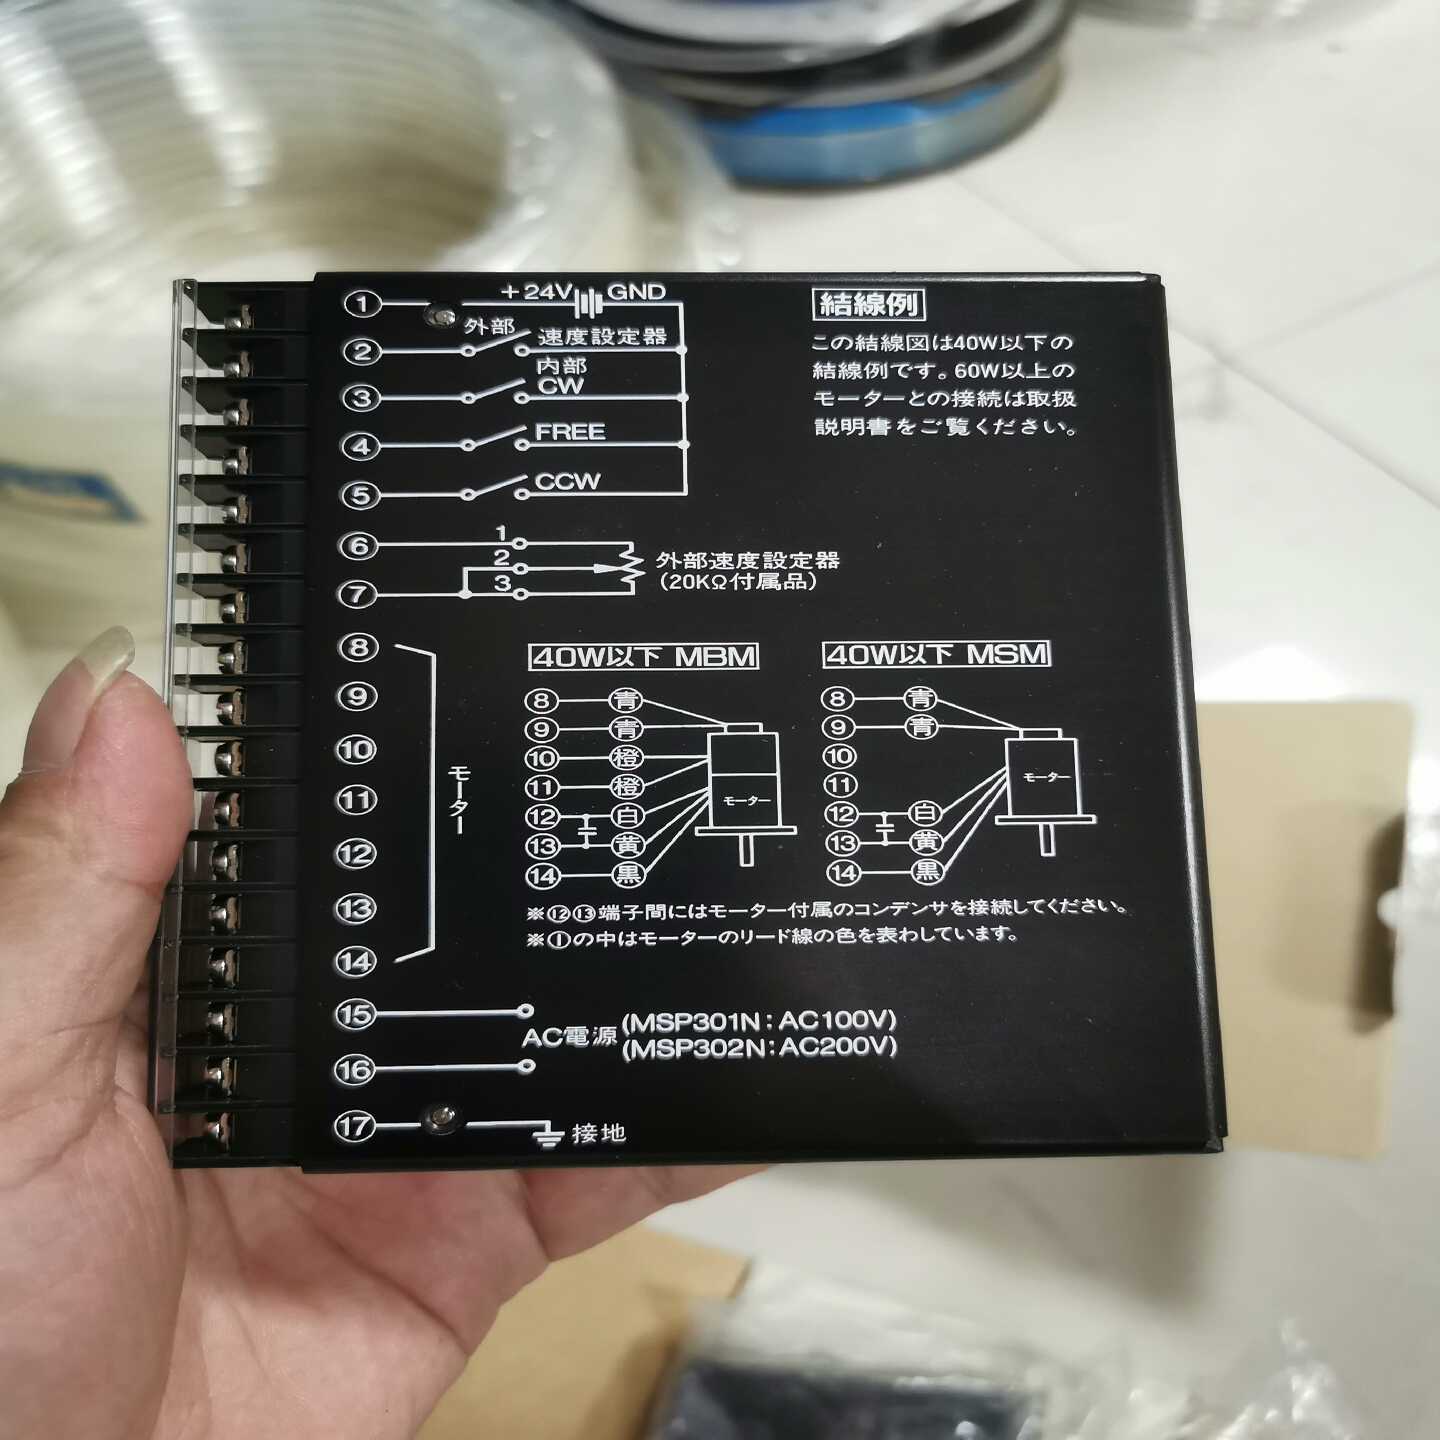 ① +24V GND
② 外部 速度設定器
内部
③ CW
④ FREE
⑤ CCW
⑥ 1
2
⑦ 3
外部速度設定器
(20KΩ付属品)
⑧
⑨
⑩
⑪
⑫
⑬
⑭
モーター
結線例
この結線図は40W以下の
結線例です。60W以上の
モーターとの接続は取扱
説明書をご覧ください。
40W以下 MBM
⑧ 青
⑨ 青
⑩ 橙
⑪ 橙
⑫ 白
⑬ 黄
⑭ 黒
モーター
40W以下 MSM
⑧ 青
⑨ 青
⑩
⑪
⑫ 白
⑬ 黄
⑭ 黒
モーター
※⑫⑬端子間にはモーター付属のコンデンサを接続してください。
※○の中はモーターのリード線の色を表わしています。
⑮
AC電源 (MSP301N:AC100V)
(MSP302N:AC200V)
⑯
⑰ 接地